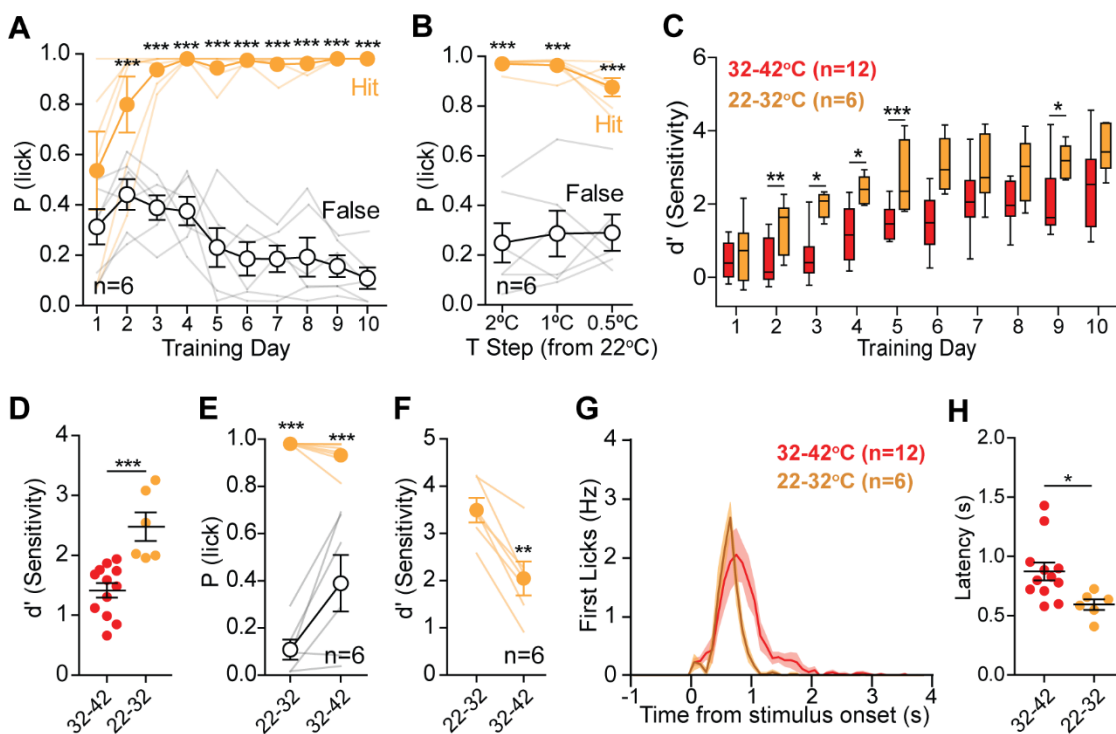 A
1.0
0.8
0.6
0.4
0.2
0.0
P (lick)
*** *** *** *** *** *** *** *** ***
Hit
False
n=6
1 2 3 4 5 6 7 8 9 10
Training Day
B
1.0
0.8
0.6
0.4
0.2
0.0
P (lick)
*** *** ***
Hit
False
n=6
2ºC 1ºC 0.5ºC
T Step (from 22ºC)
C
6
4
2
0
d' (Sensitivity)
32-42ºC (n=12)
22-32ºC (n=6)
** * * *** *
1 2 3 4 5 6 7 8 9 10
Training Day
D
4
3
2
1
0
d' (Sensitivity)
***
32-42 22-32
E
1.0
0.8
0.6
0.4
0.2
0.0
P (lick)
*** ***
n=6
22-32 32-42
F
5
4
3
2
1
0
d' (Sensitivity)
**
n=6
22-32 32-42
G
4
3
2
1
0
First Licks (Hz)
32-42ºC (n=12)
22-32ºC (n=6)
-1 0 1 2 3 4
Time from stimulus onset (s)
H
2.0
1.5
1.0
0.5
0.0
Latency (s)
*
32-42 22-32